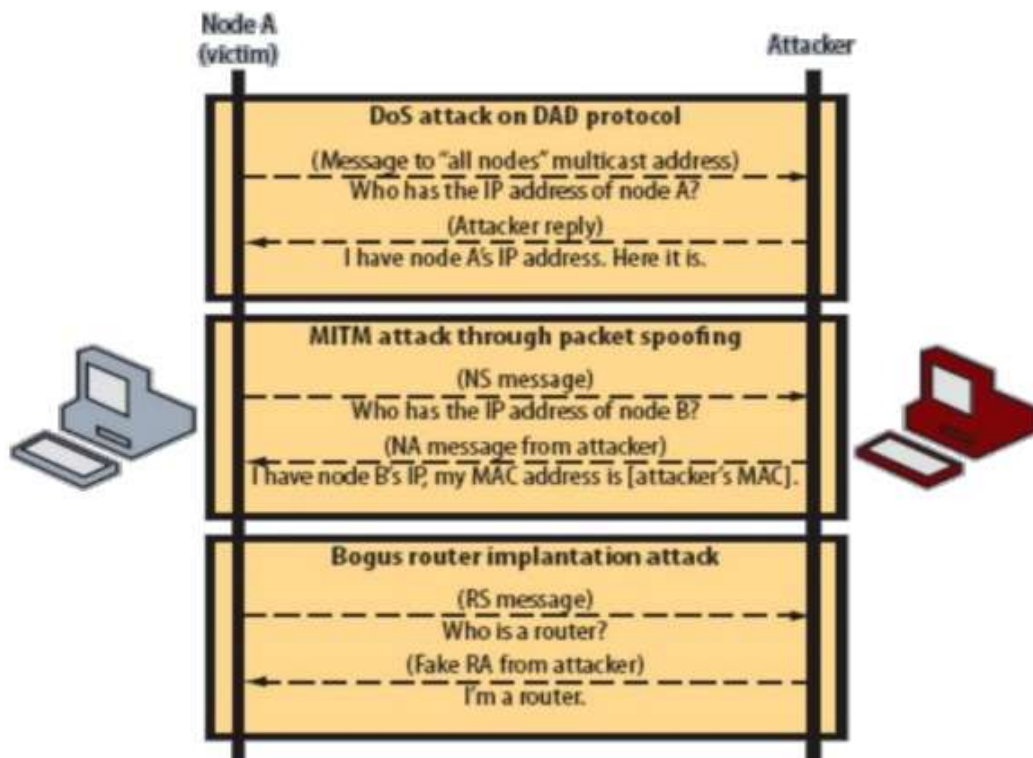 Node A
(victim)
Attacker
DoS attack on DAD protocol
(Message to “all nodes” multicast address)
Who has the IP address of node A?
(Attacker reply)
I have node A’s IP address. Here it is.
MITM attack through packet spoofing
(NS message)
Who has the IP address of node B?
(NA message from attacker)
I have node B’s IP, my MAC address is [attacker’s MAC].
Bogus router implantation attack
(RS message)
Who is a router?
(Fake RA from attacker)
I’m a router.